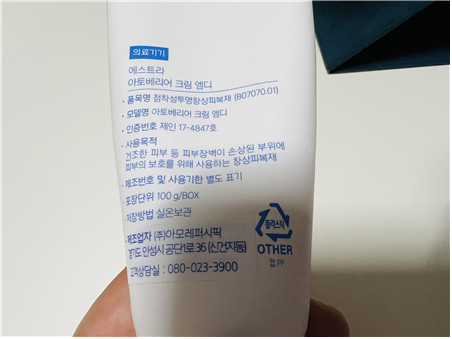 의료기기
에스트라
아토베리어 크림 엠디
· 품목명 점착성투명창상피복재 (B07070.01)
· 모델명 아토베리어 크림 엠디
· 인증번호 제인 17-4847호
· 사용목적
건조한 피부 등 피부장벽이 손상된 부위에
피부의 보호를 위해 사용하는 창상피복재
· 제조번호 및 사용기한 별도 표기
· 포장단위 100 g/BOX
· 저장방법 실온보관
· 제조업자 (주)아모레퍼시픽
경기도 안성시 공단1로 36 (신건지동)
고객상담실 : 080-023-3900
플라스틱
OTHER
캡:PP